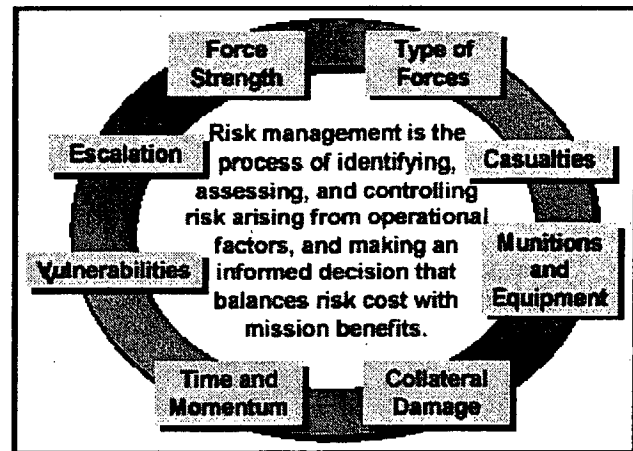 Force
Strength
Type of
Forces
Escalation
Casualties
Risk management is the
process of identifying,
assessing, and controlling
risk arising from operational
factors, and making an
informed decision that
balances risk cost with
mission benefits.
Vulnerabilities
Munitions
and
Equipment
Time and
Momentum
Collateral
Damage